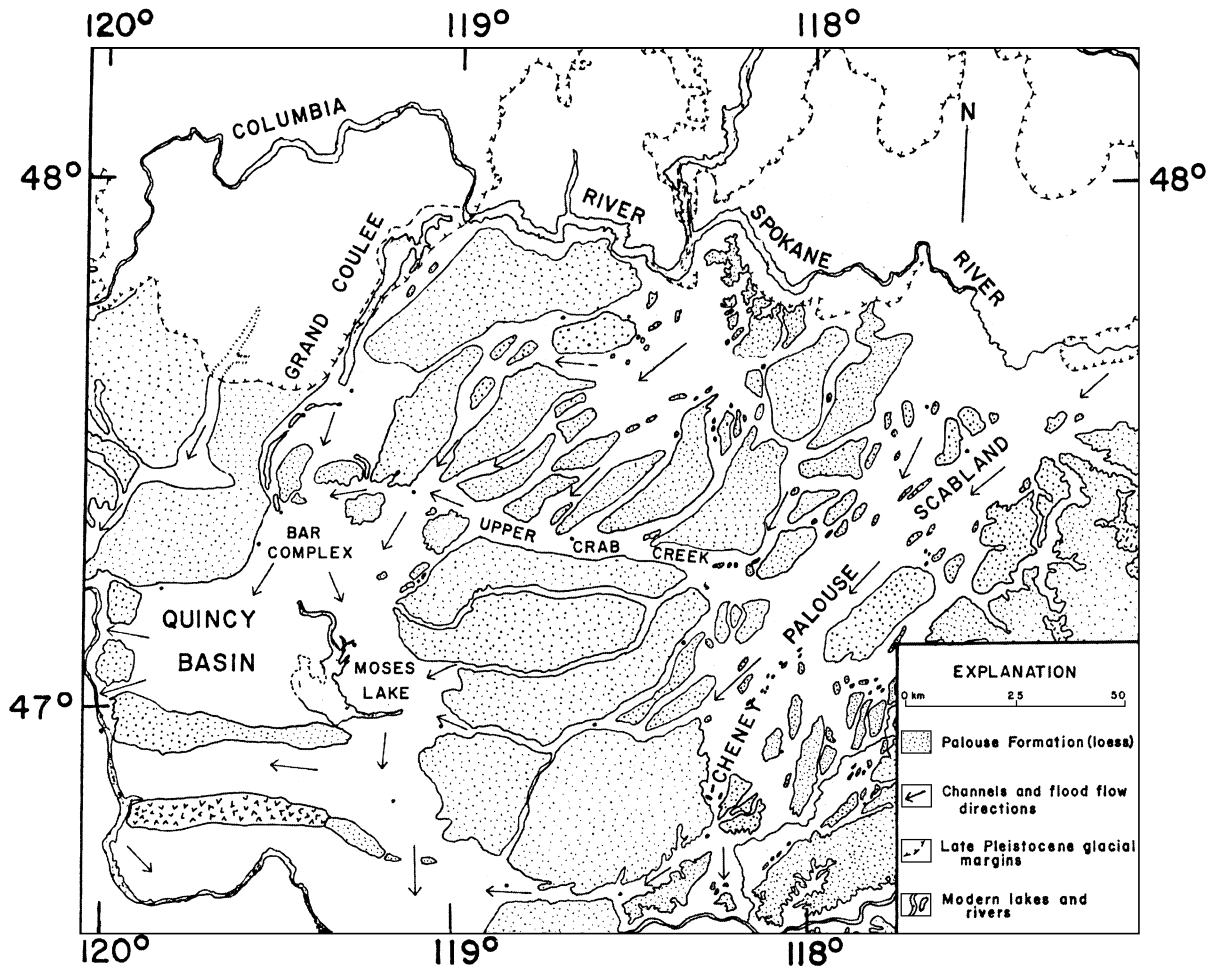 120° 119° 118°
N
COLUMBIA
48° 48°
RIVER
SPOKANE
RIVER
GRAND COULEE
SCABLAND
BAR
COMPLEX
UPPER CRAB CREEK
QUINCY
BASIN
PALOUSE
MOSES
LAKE
47°
CHENEY-
EXPLANATION
0 km 25 50
Palouse Formation (loess)
Channels and flood flow
directions
Late Pleistocene glacial
margins
Modern lakes and
rivers
120° 119° 118°